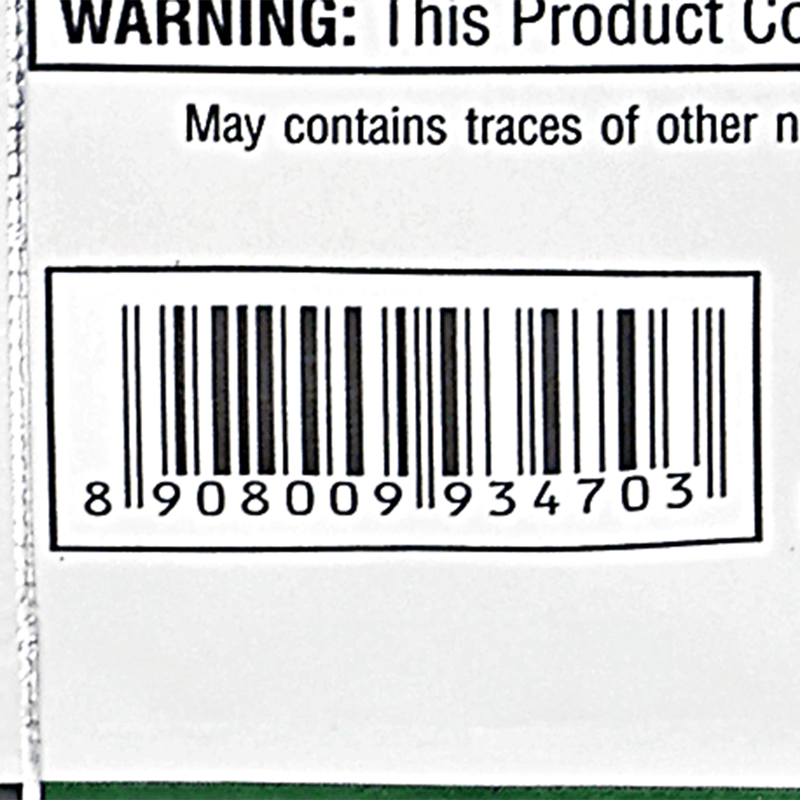 WARNING: This Product Co
May contains traces of other n
8 908009 934703